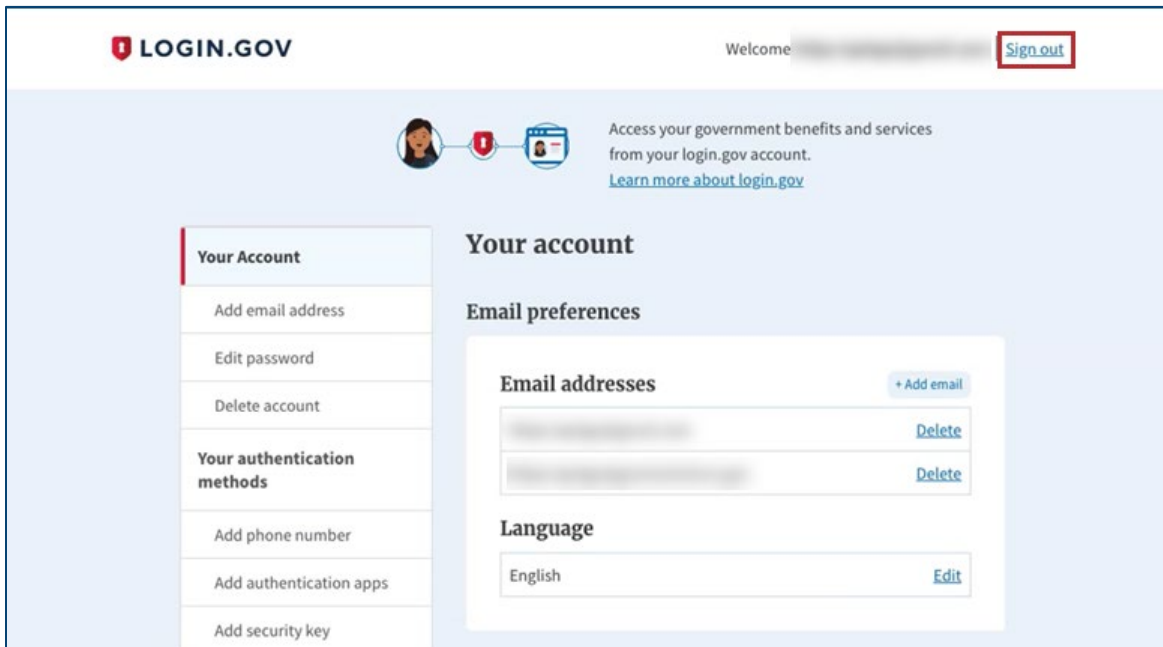 LOGIN.GOV
Welcome
Sign out
Access your government benefits and services
from your login.gov account.
Learn more about login.gov
Your Account
Add email address
Edit password
Delete account
Your authentication
methods
Add phone number
Add authentication apps
Add security key
Your account
Email preferences
Email addresses
+ Add email
Delete
Delete
Language
English
Edit